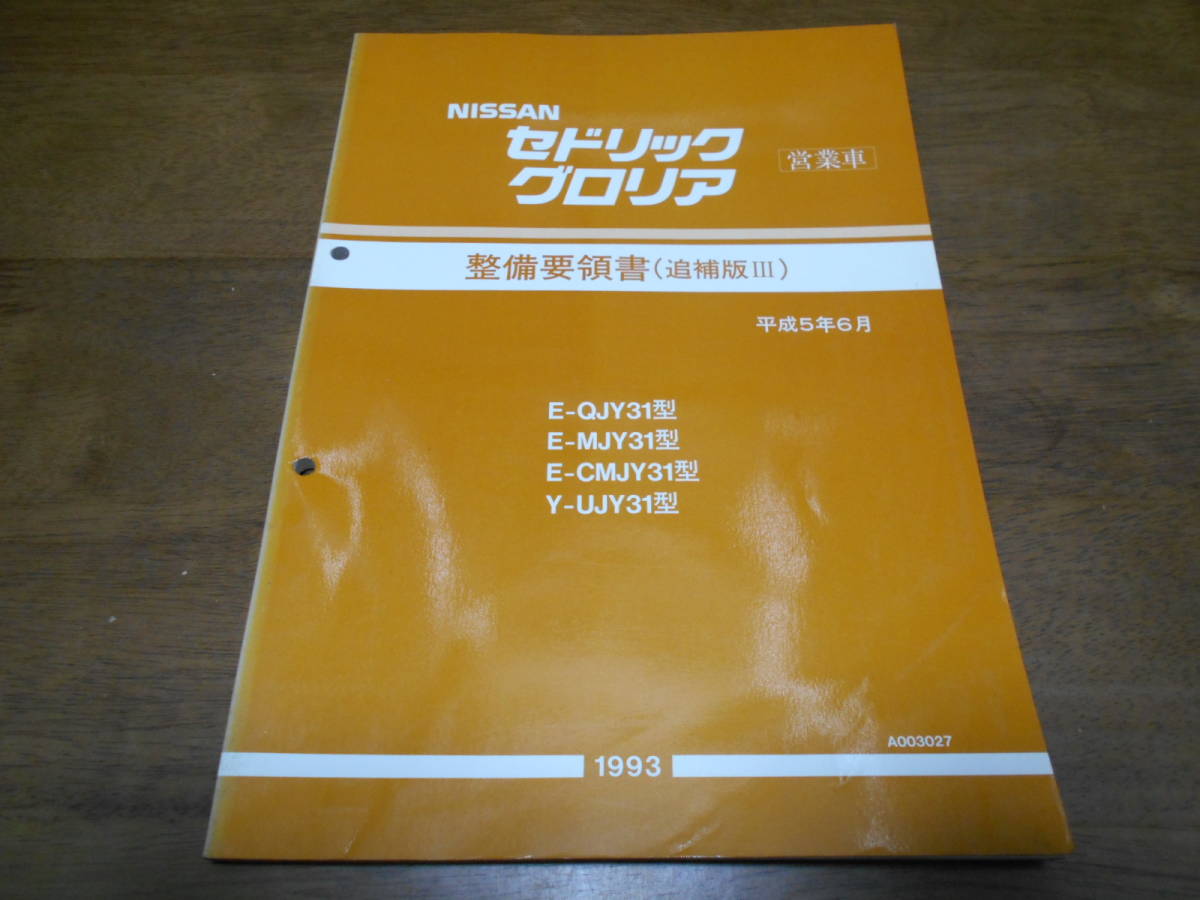 NISSAN
セドリック
グロリア
営業車
整備要領書(追補版III)
平成5年6月
E-QJY31型
E-MJY31型
E-CMJY31型
Y-UJY31型
A003027
1993